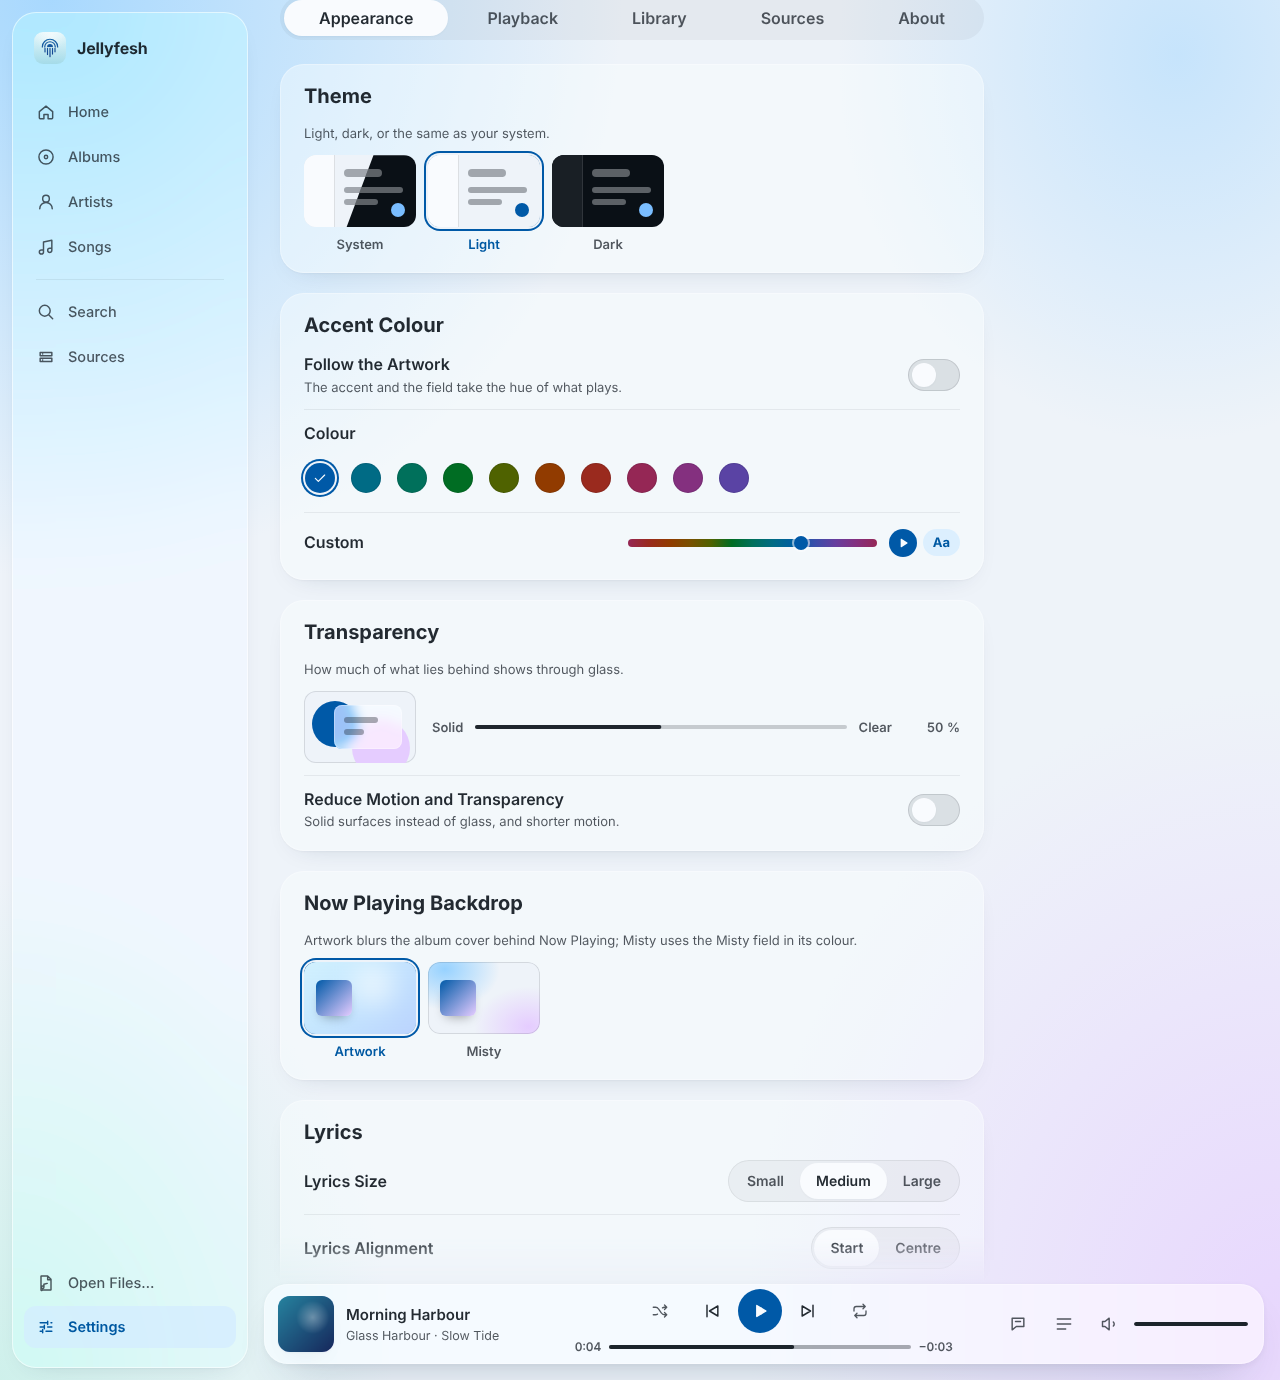 Jellyfesh
Home
Albums
Artists
Songs
Search
Sources
Open Files...
Settings
Appearance Playback Library Sources About
Theme
Light, dark, or the same as your system.
System Light Dark
Accent Colour
Follow the Artwork
The accent and the field take the hue of what plays.
Colour
Custom Aa
Transparency
How much of what lies behind shows through glass.
Solid Clear 50 %
Reduce Motion and Transparency
Solid surfaces instead of glass, and shorter motion.
Now Playing Backdrop
Artwork blurs the album cover behind Now Playing; Misty uses the Misty field in its colour.
Artwork Misty
Lyrics
Lyrics Size Small Medium Large
Lyrics Alignment Start Centre
Morning Harbour
Glass Harbour · Slow Tide
0:04 −0:03